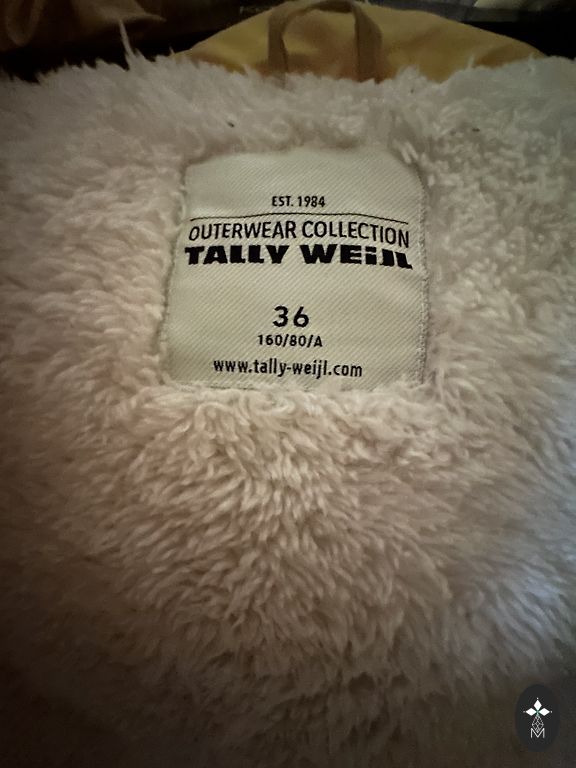 EST. 1984
OUTERWEAR COLLECTION
TALLY WEiJL
36
160/80/A
www.tally-weijl.com
M